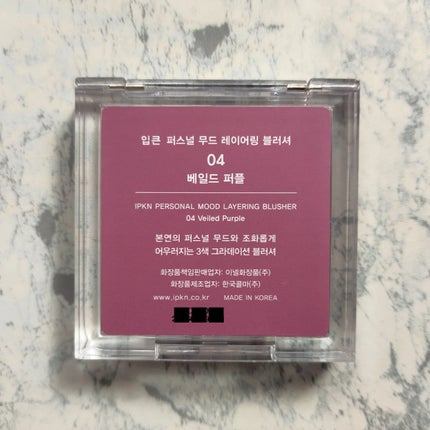 입큰 퍼스널 무드 레이어링 블러셔
04
베일드 퍼플
IPKN PERSONAL MOOD LAYERING BLUSHER
04 Veiled Purple
본연의 퍼스널 무드와 조화롭게
어우러지는 3색 그라데이션 블러셔
화장품책임판매업자: 이넬화장품(주)
화장품제조업자: 한국콜마(주)
www.ipkn.co.kr MADE IN KOREA